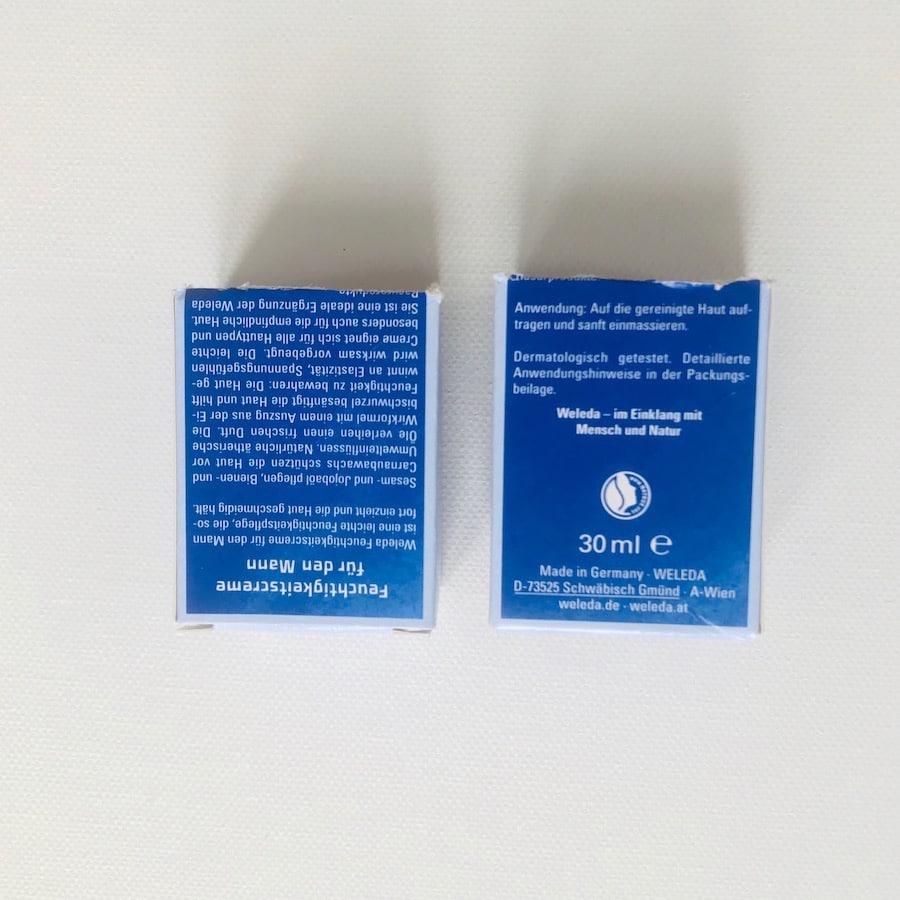 Feuchtigkeitscreme
für den Mann
Weleda Feuchtigkeitscreme für den Mann
ist eine leichte Feuchtigkeitspflege, die so-
fort einzieht und die Haut geschmeidig hält.
Sesam- und Jojobaöl pflegen, Bienen- und
Carnaubawachs schützen die Haut vor
Umwelteinflüssen. Natürliche ätherische
Öle verleihen einen frischen Duft. Die
Wirkformel mit einem Auszug aus der Ei-
bischwurzel besänftigt die Haut und hilft
Feuchtigkeit zu bewahren: Die Haut ge-
winnt an Elastizität, Spannungsgefühlen
wird wirksam vorgebeugt. Die leichte
Creme eignet sich für alle Hauttypen und
besonders auch für die empfindliche Haut.
Sie ist eine ideale Ergänzung der Weleda
Anwendung: Auf die gereinigte Haut auf-
tragen und sanft einmassieren.
Dermatologisch getestet. Detaillierte
Anwendungshinweise in der Packungs-
beilage.
Weleda – im Einklang mit
Mensch und Natur
30 ml ℮
Made in Germany · WELEDA
D-73525 Schwäbisch Gmünd · A-Wien
weleda.de · weleda.at